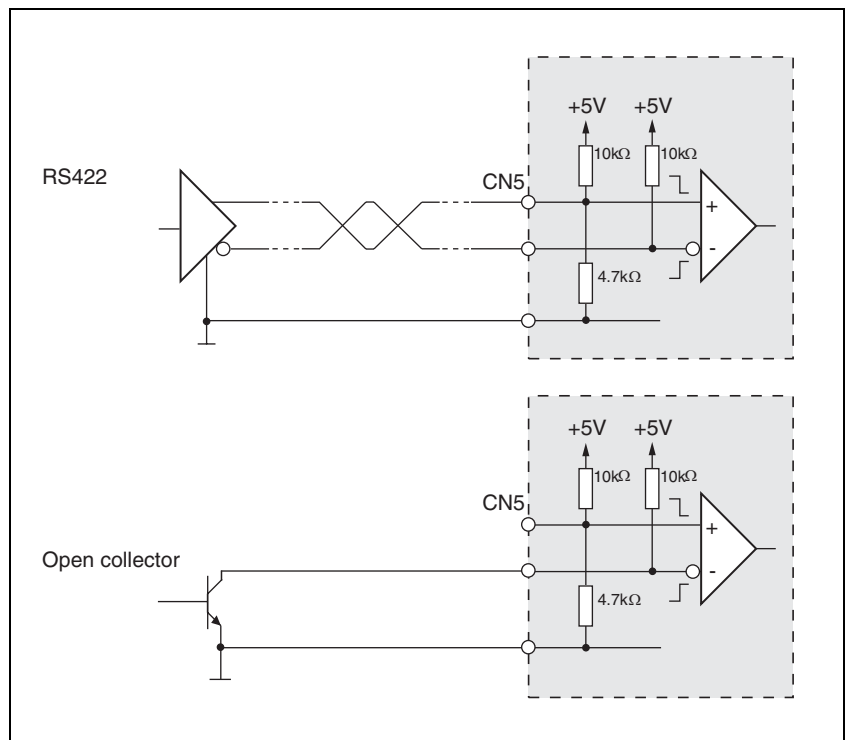 +5V +5V
10kΩ 10kΩ
RS422
CN5
+
-
4.7kΩ
+5V +5V
10kΩ 10kΩ
CN5
+
Open collector
-
4.7kΩ